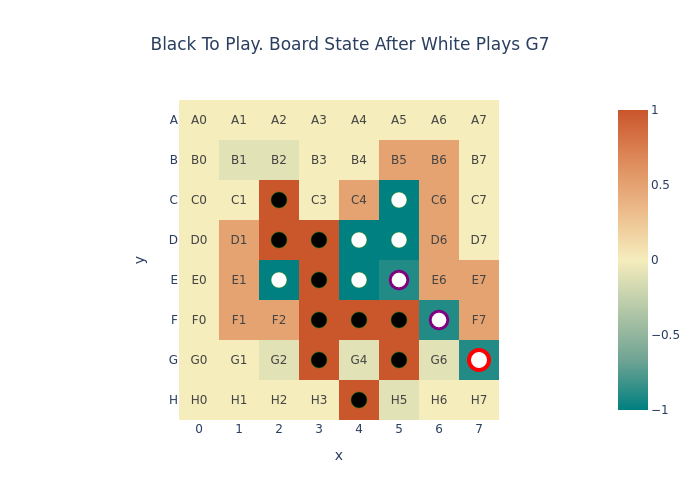 Black To Play. Board State After White Plays G7
A A0 A1 A2 A3 A4 A5 A6 A7
B B0 B1 B2 B3 B4 B5 B6 B7
C C0 C1 C3 C4 C6 C7
D D0 D1 D6 D7
E E0 E1 E6 E7
F F0 F1 F2 F7
G G0 G1 G2 G4 G6
H H0 H1 H2 H3 H5 H6 H7
0 1 2 3 4 5 6 7
x
y
1
0.5
0
−0.5
−1